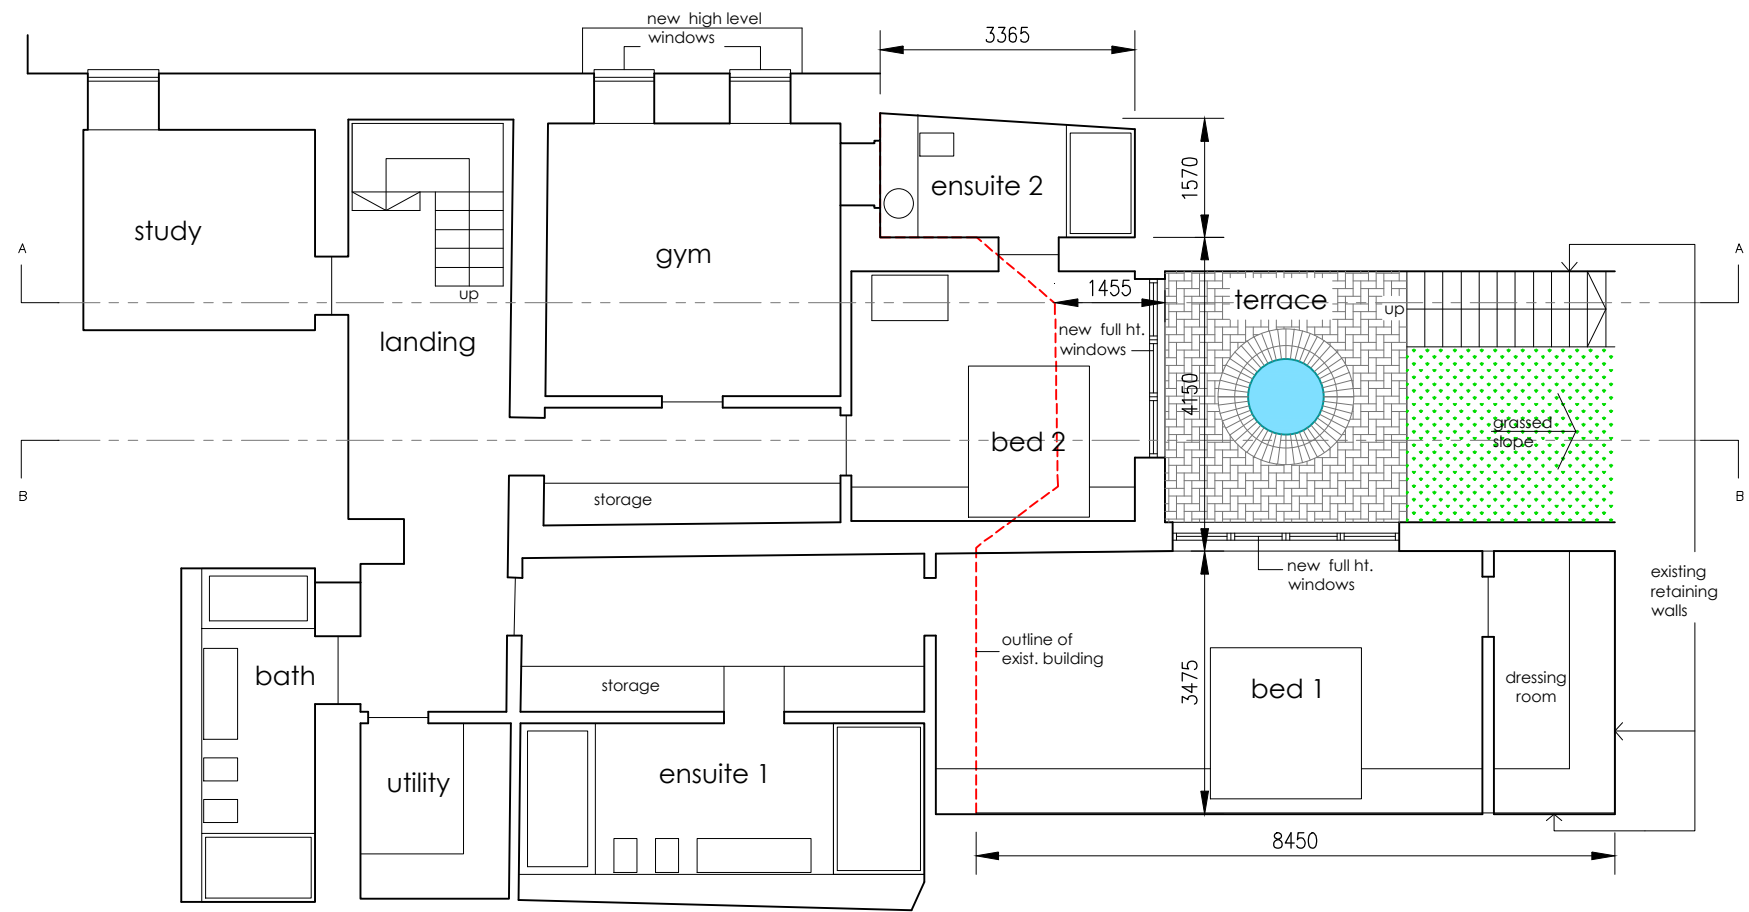 new high level
windows
3365
1570
ensuite 2
study
gym
A
A
up
1455
terrace
up
landing
new full ht.
windows
4150
bed 2
grassed
slope
B
B
storage
new full ht.
windows
existing
retaining
walls
outline of
exist. building
bath
storage
3475
bed 1
dressing
room
utility
ensuite 1
8450